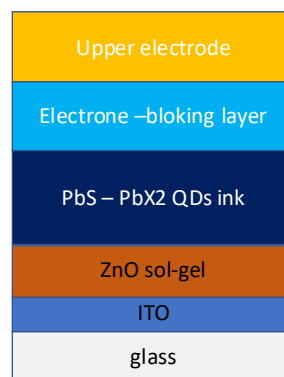 Upper electrode
Electrone –bloking layer
PbS – PbX2 QDs ink
ZnO sol-gel
ITO
glass